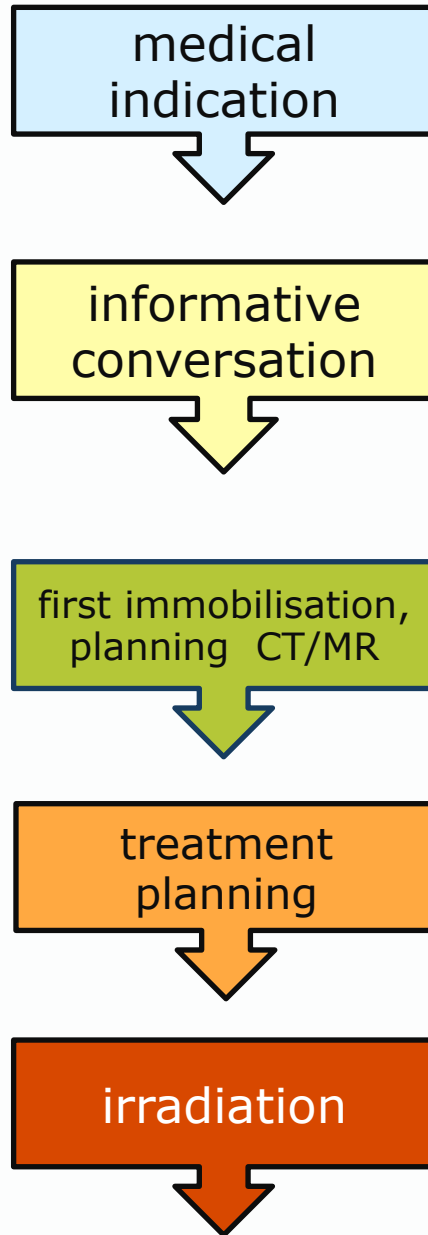 medical
indication
informative
conversation
first immobilisation,
planning CT/MR
treatment
planning
irradiation